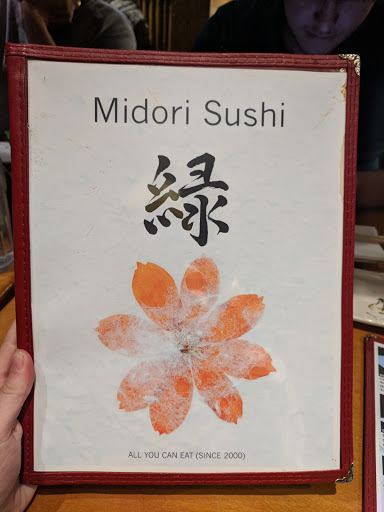 Midori Sushi
緑
ALL YOU CAN EAT (SINCE 2000)